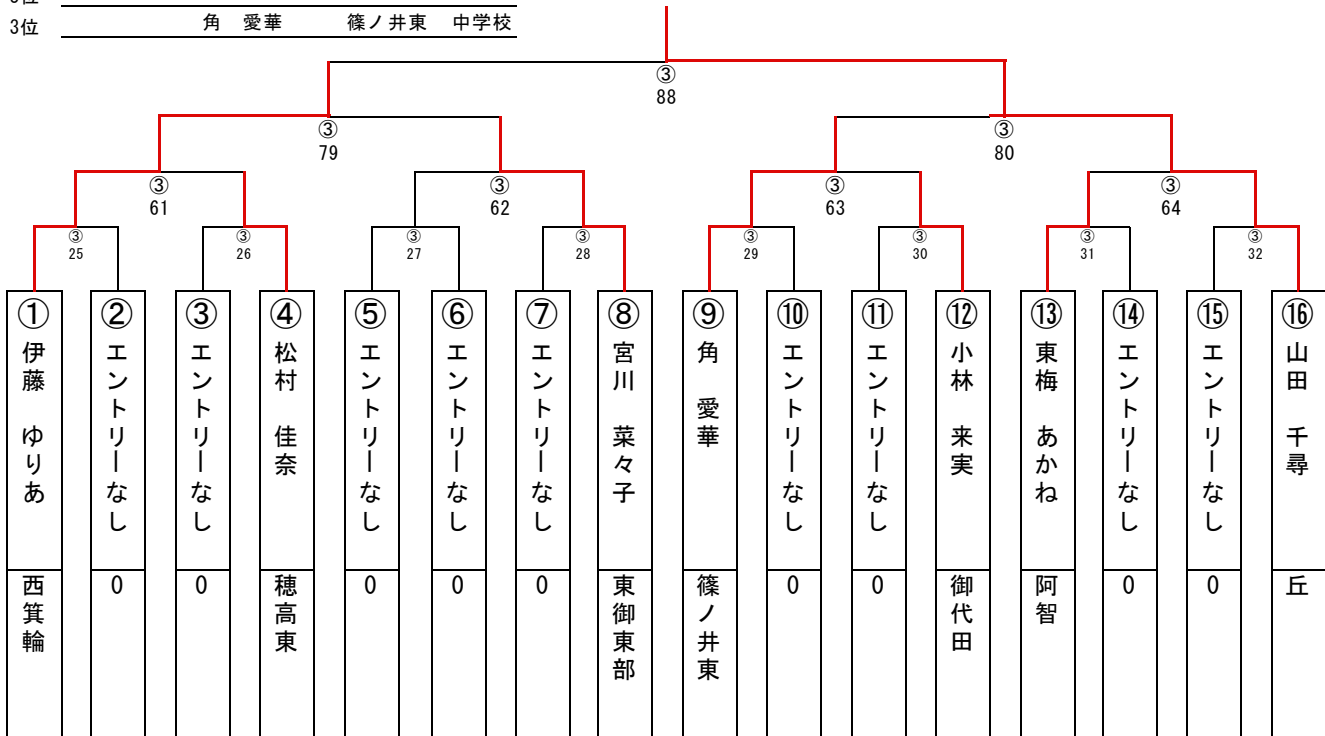 3位 角 愛華 篠ノ井東 中学校
③
88
③
79
③
80
③
61
③
62
③
63
③
64
③
25
③
26
③
27
③
28
③
29
③
30
③
31
③
32
① 伊藤 ゆりあ 西箕輪
② エントリーなし 0
③ エントリーなし 0
④ 松村 佳奈 穂高東
⑤ エントリーなし 0
⑥ エントリーなし 0
⑦ エントリーなし 0
⑧ 宮川 菜々子 東御東部
⑨ 角 愛華 篠ノ井東
⑩ エントリーなし 0
⑪ エントリーなし 0
⑫ 小林 来実 御代田
⑬ 東梅 あかね 阿智
⑭ エントリーなし 0
⑮ エントリーなし 0
⑯ 山田 千尋 丘